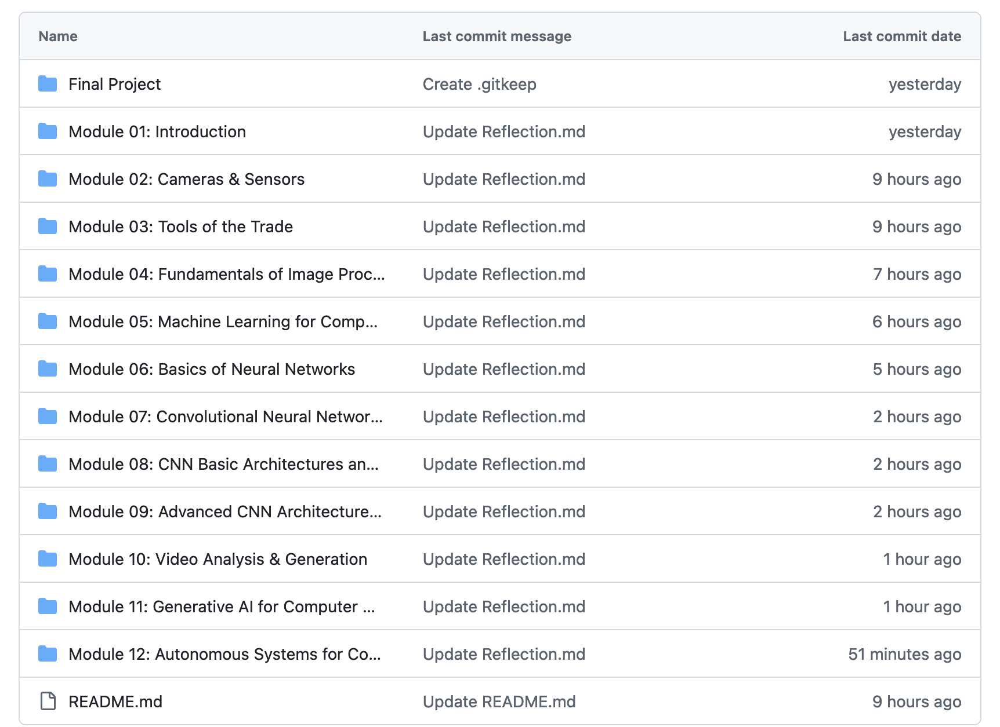 Name Last commit message Last commit date
Final Project Create .gitkeep yesterday
Module 01: Introduction Update Reflection.md yesterday
Module 02: Cameras & Sensors Update Reflection.md 9 hours ago
Module 03: Tools of the Trade Update Reflection.md 9 hours ago
Module 04: Fundamentals of Image Proc... Update Reflection.md 7 hours ago
Module 05: Machine Learning for Comp... Update Reflection.md 6 hours ago
Module 06: Basics of Neural Networks Update Reflection.md 5 hours ago
Module 07: Convolutional Neural Networ... Update Reflection.md 2 hours ago
Module 08: CNN Basic Architectures an... Update Reflection.md 2 hours ago
Module 09: Advanced CNN Architecture... Update Reflection.md 2 hours ago
Module 10: Video Analysis & Generation Update Reflection.md 1 hour ago
Module 11: Generative AI for Computer ... Update Reflection.md 1 hour ago
Module 12: Autonomous Systems for Co... Update Reflection.md 51 minutes ago
README.md Update README.md 9 hours ago